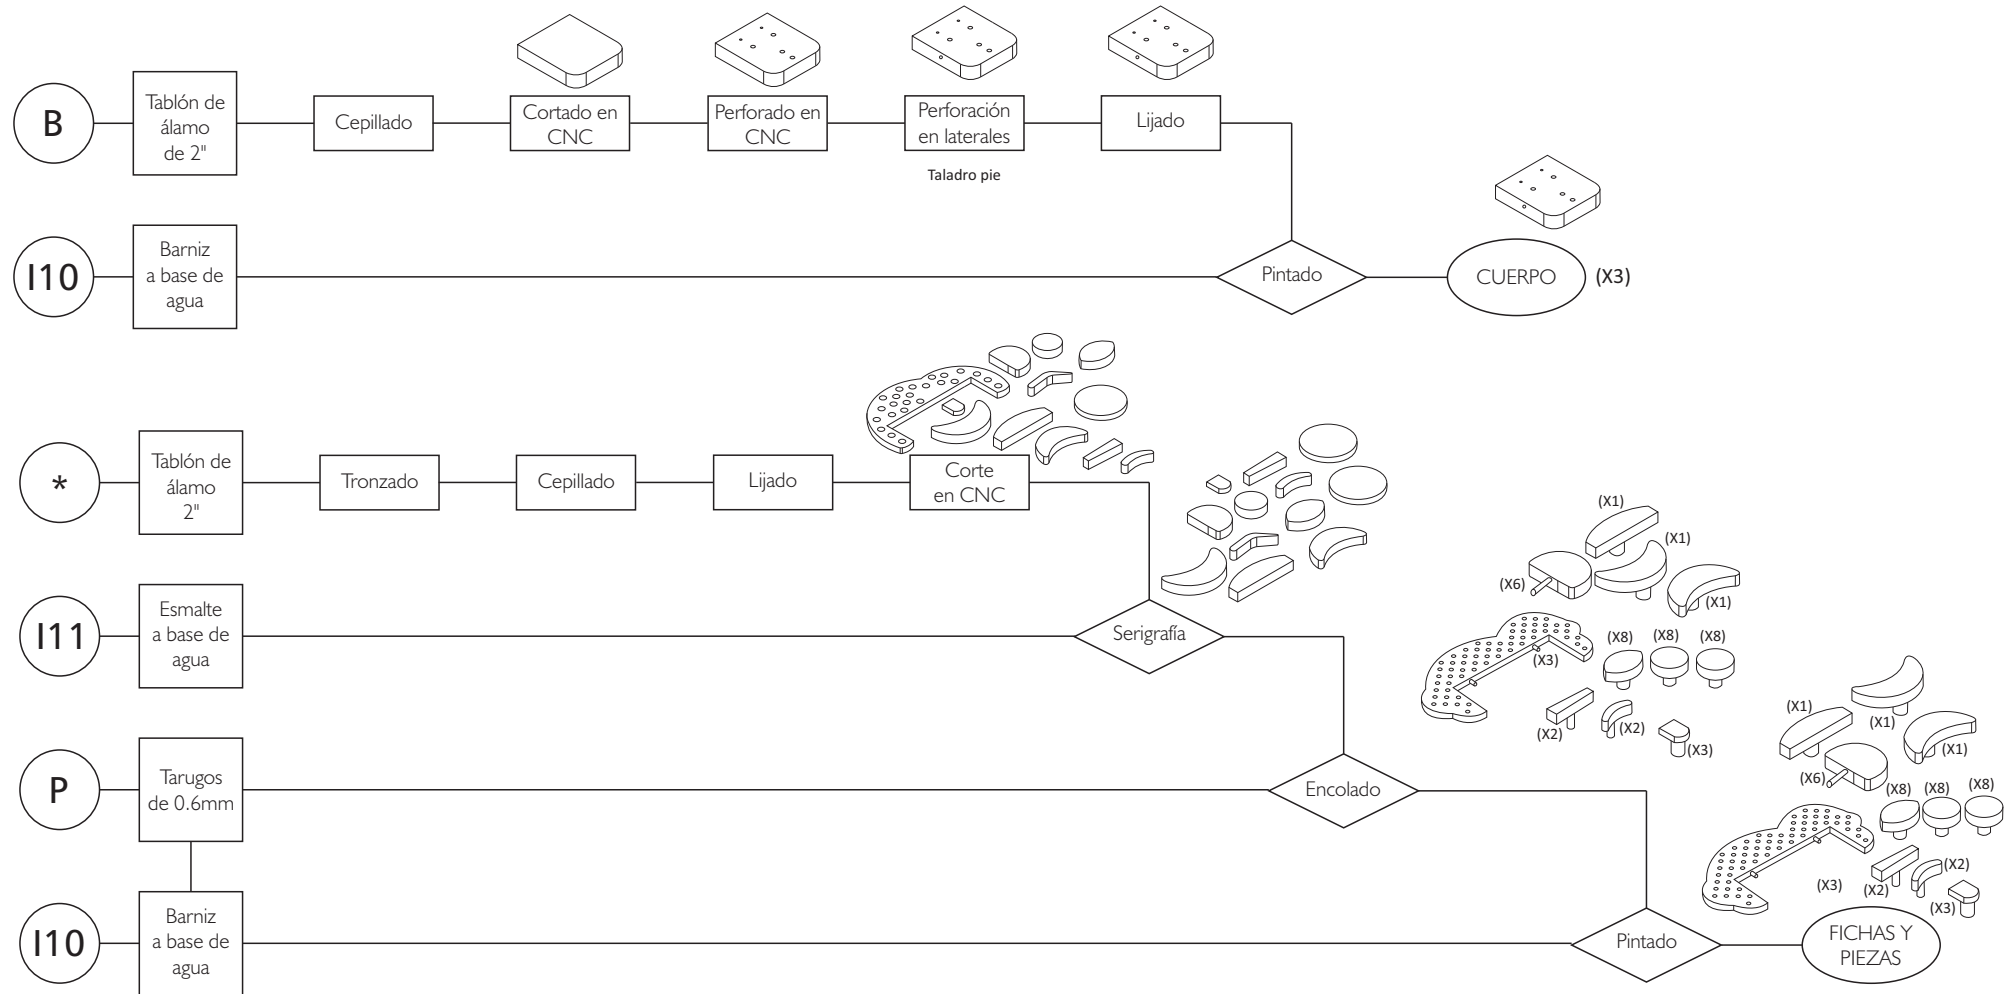 B
Tablón de
álamo
de 2"
Cepillado
Cortado en
CNC
Perforado en
CNC
Perforación
en laterales
Taladro pie
Lijado
I10
Barniz
a base de
agua
Pintado
CUERPO
(X3)
*
Tablón de
álamo
2"
Tronzado
Cepillado
Lijado
Corte
en CNC
I11
Esmalte
a base de
agua
Serigrafía
(X1)
(X1)
(X6)
(X1)
(X3)
(X8)
(X8)
(X8)
(X2)
(X2)
(X3)
P
Tarugos
de 0.6mm
Encolado
(X1)
(X1)
(X1)
(X6)
(X8)
(X8)
(X8)
(X3)
(X2)
(X2)
(X3)
I10
Barniz
a base de
agua
Pintado
FICHAS Y
PIEZAS